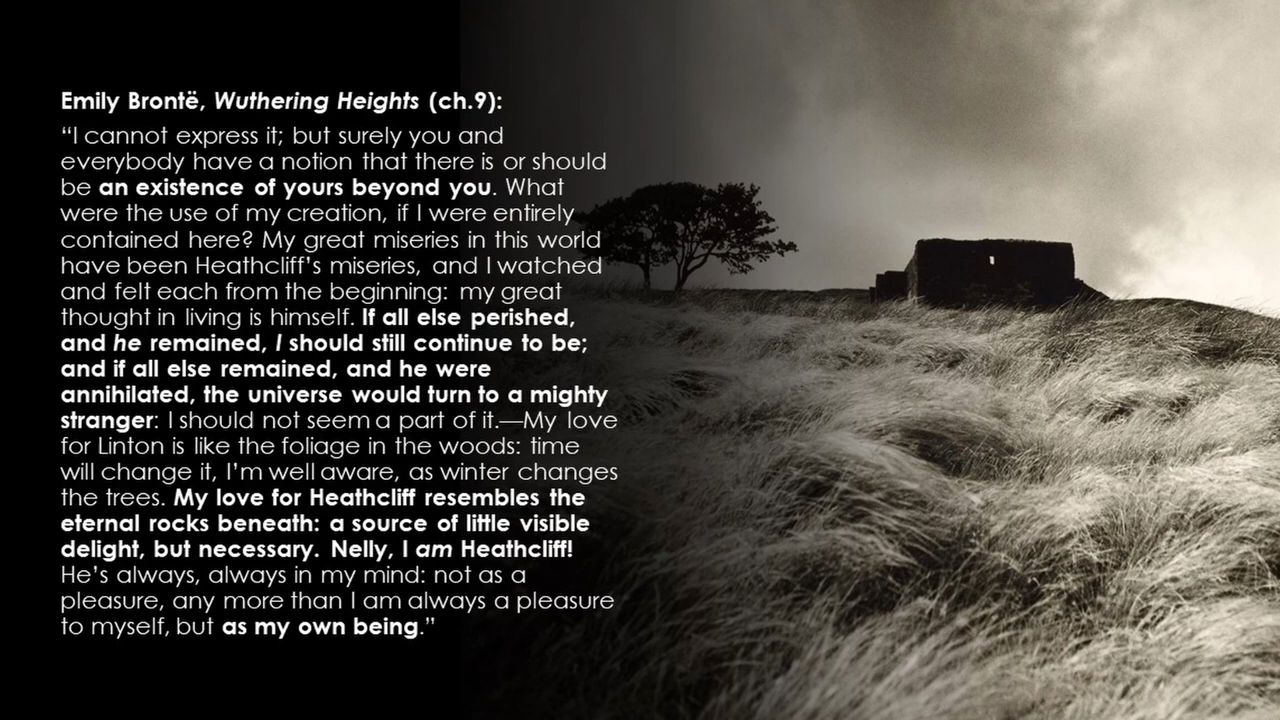 Emily Brontë, Wuthering Heights (ch.9):
“I cannot express it; but surely you and
everybody have a notion that there is or should
be an existence of yours beyond you. What
were the use of my creation, if I were entirely
contained here? My great miseries in this world
have been Heathcliff’s miseries, and I watched
and felt each from the beginning: my great
thought in living is himself. If all else perished,
and he remained, I should still continue to be;
and if all else remained, and he were
annihilated, the universe would turn to a mighty
stranger: I should not seem a part of it.—My love
for Linton is like the foliage in the woods: time
will change it, I’m well aware, as winter changes
the trees. My love for Heathcliff resembles the
eternal rocks beneath: a source of little visible
delight, but necessary. Nelly, I am Heathcliff!
He’s always, always in my mind: not as a
pleasure, any more than I am always a pleasure
to myself, but as my own being.”